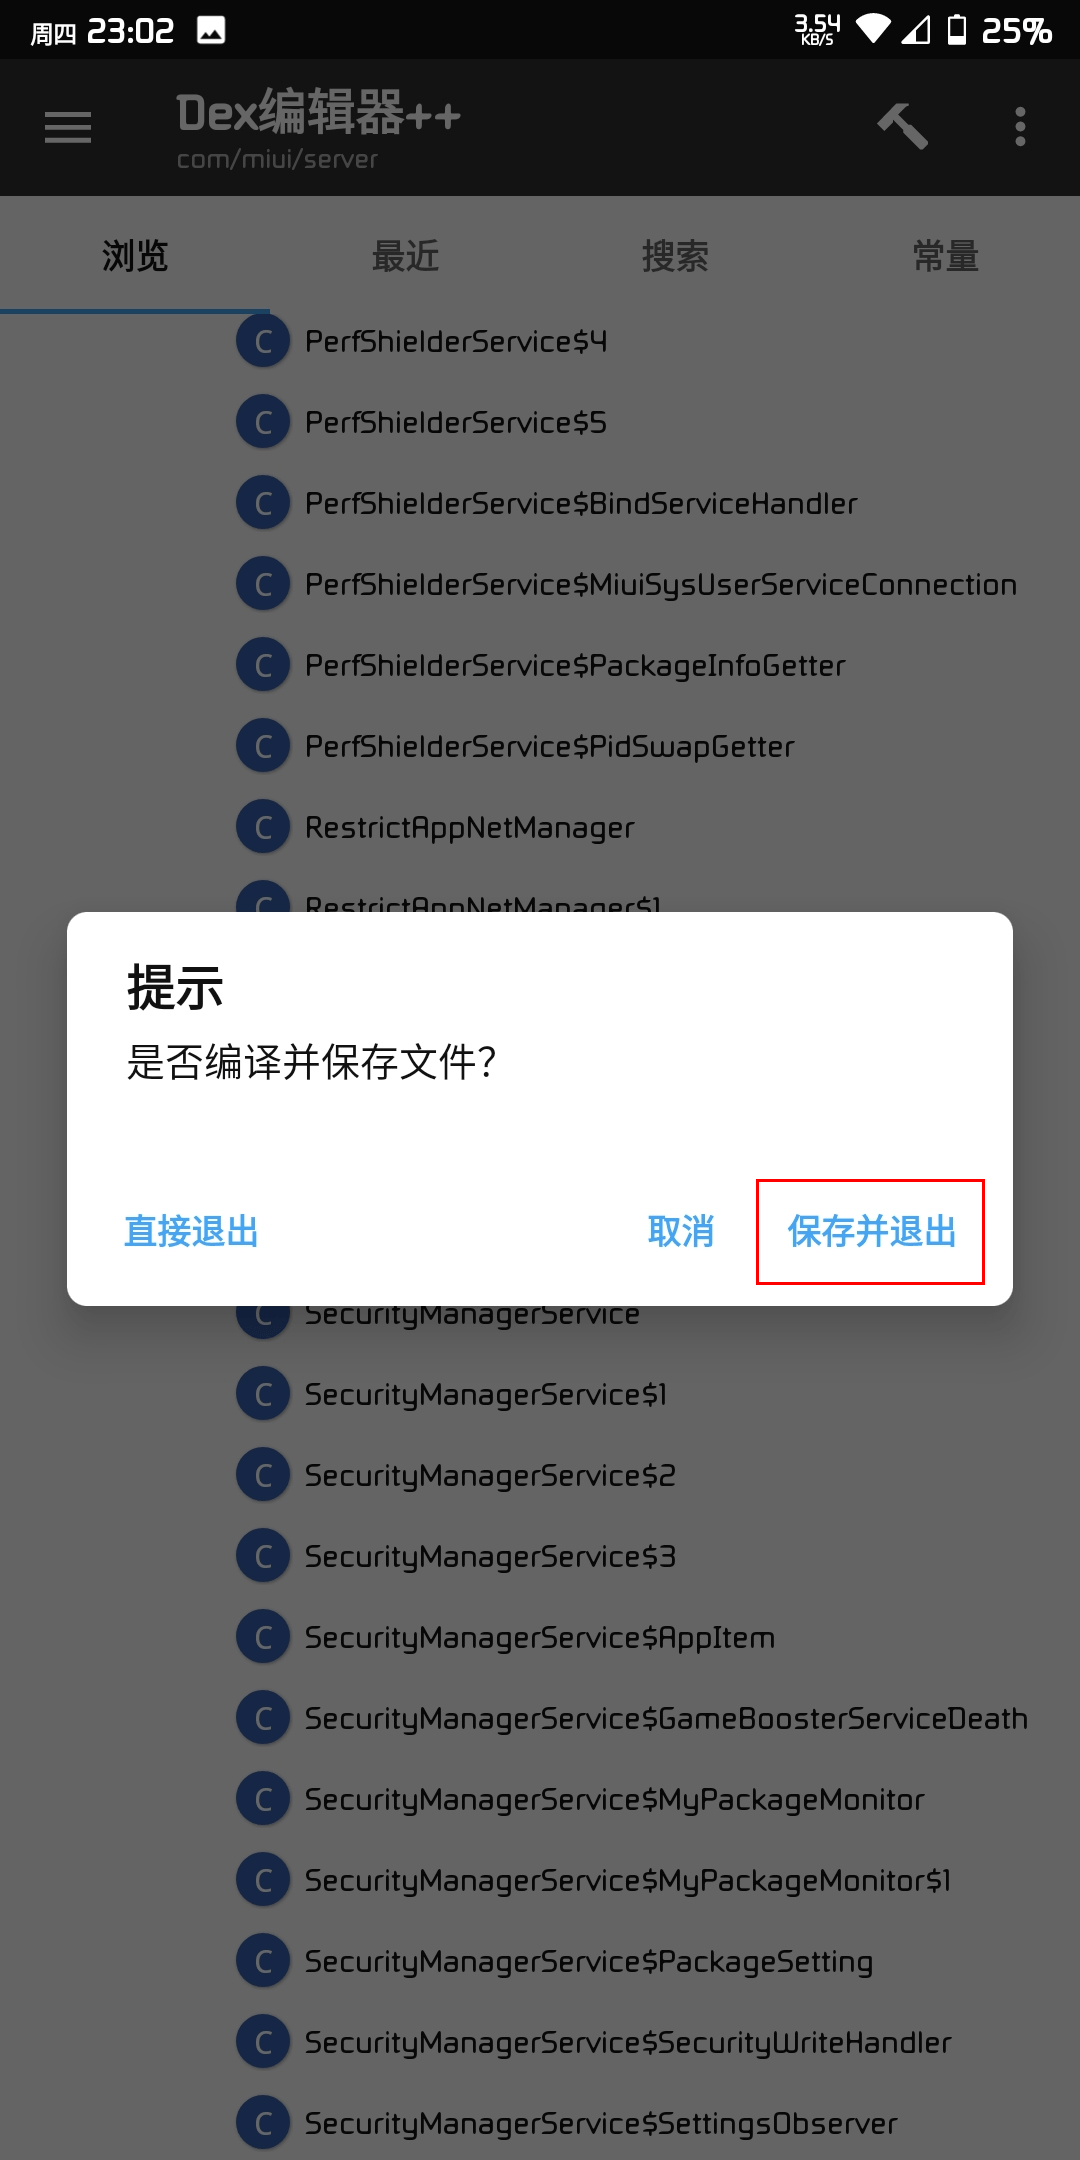 周四 23:02 3.54 KB/S 25%
Dex编辑器++
com/miui/server
浏览 最近 搜索 常量
C PerfShielderService$4
C PerfShielderService$5
C PerfShielderService$BindServiceHandler
C PerfShielderService$MiuiSysUserServiceConnection
C PerfShielderService$PackageInfoGetter
C PerfShielderService$PidSwapGetter
C RestrictAppNetManager
C RestrictAppNetManager$1
提示
是否编译并保存文件?
直接退出 取消 保存并退出
C SecurityManagerService
C SecurityManagerService$1
C SecurityManagerService$2
C SecurityManagerService$3
C SecurityManagerService$AppItem
C SecurityManagerService$GameBoosterServiceDeath
C SecurityManagerService$MyPackageMonitor
C SecurityManagerService$MyPackageMonitor$1
C SecurityManagerService$PackageSetting
C SecurityManagerService$SecurityWriteHandler
C SecurityManagerService$SettingsObserver